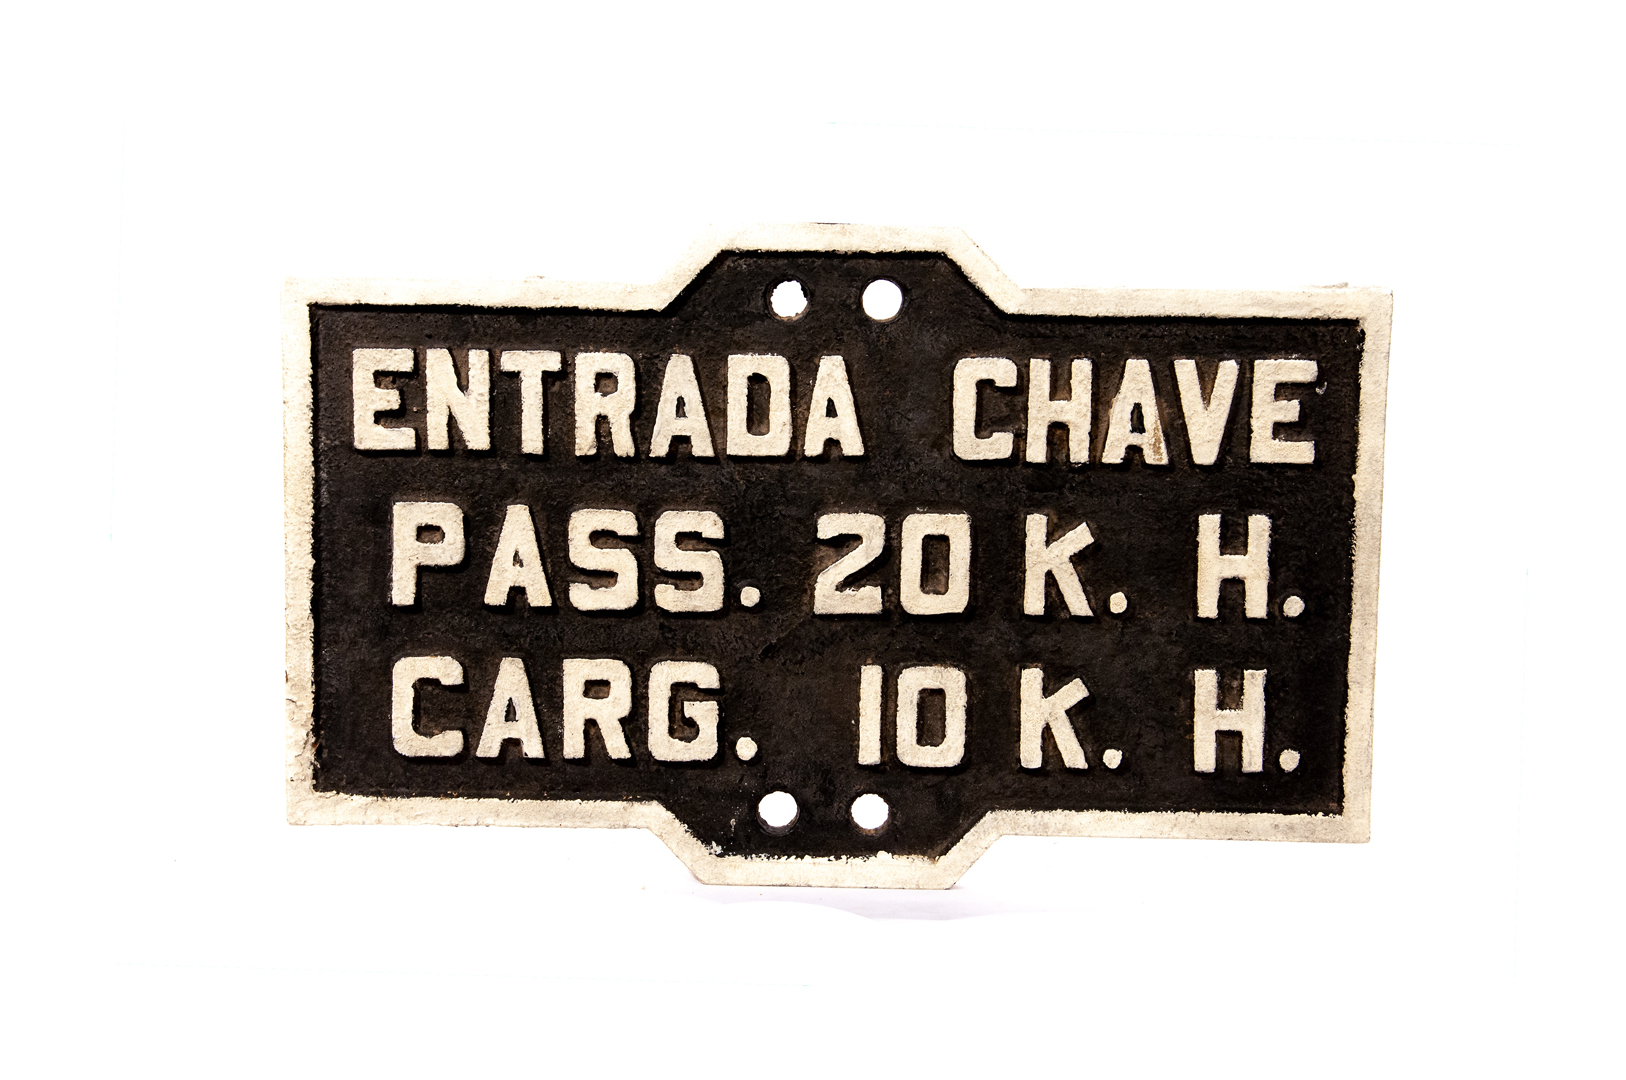 ENTRADA CHAVE
PASS. 20 K. H.
CARG. 10 K. H.